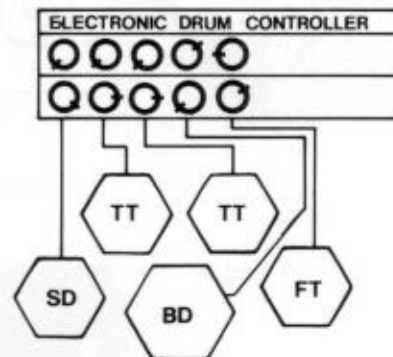 ELECTRONIC DRUM CONTROLLER
TT TT
SD BD FT